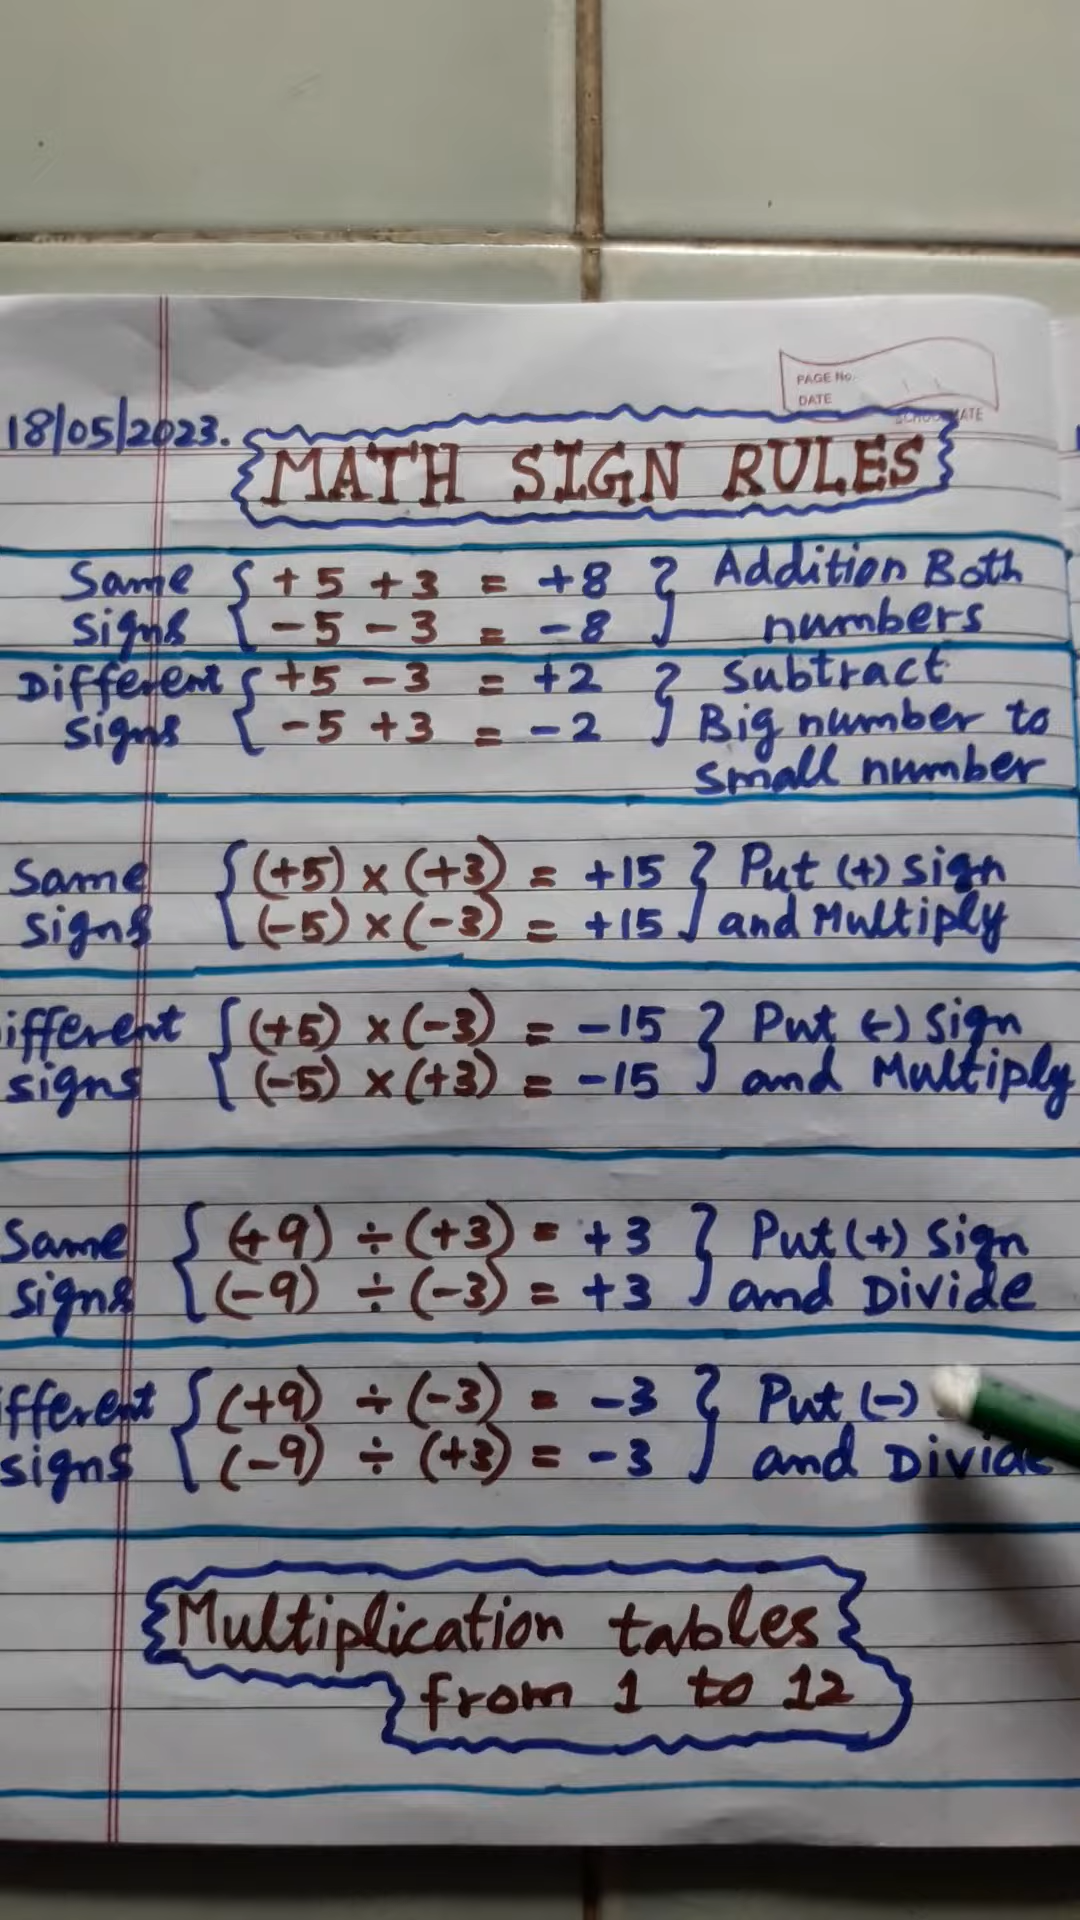 PAGE No.
DATE
18/05/2023.
MATH SIGN RULES
Same { +5 +3 = +8 } Addition Both
signs { -5 -3 = -8 } numbers
Different { +5 -3 = +2 } Subtract
signs { -5 +3 = -2 } Big number to
small number
Same { (+5) × (+3) = +15 } Put (+) sign
signs { (-5) × (-3) = +15 } and Multiply
ifferent { (+5) × (-3) = -15 } Put (-) sign
signs { (-5) × (+3) = -15 } and Multiply
Same { (+9) ÷ (+3) = +3 } Put (+) sign
signs { (-9) ÷ (-3) = +3 } and Divide
fferent { (+9) ÷ (-3) = -3 } Put (-)
signs { (-9) ÷ (+3) = -3 } and Divide
Multiplication tables
from 1 to 12